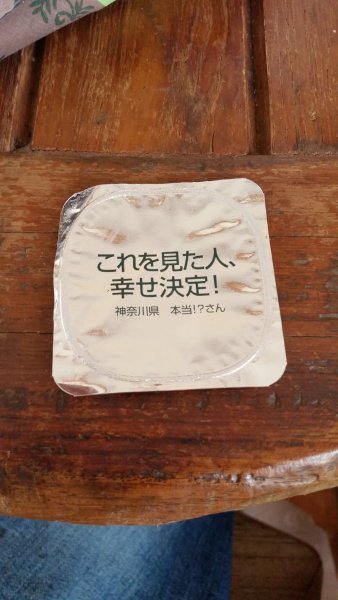 これを見た人、
幸せ決定！
神奈川県　本当!?さん